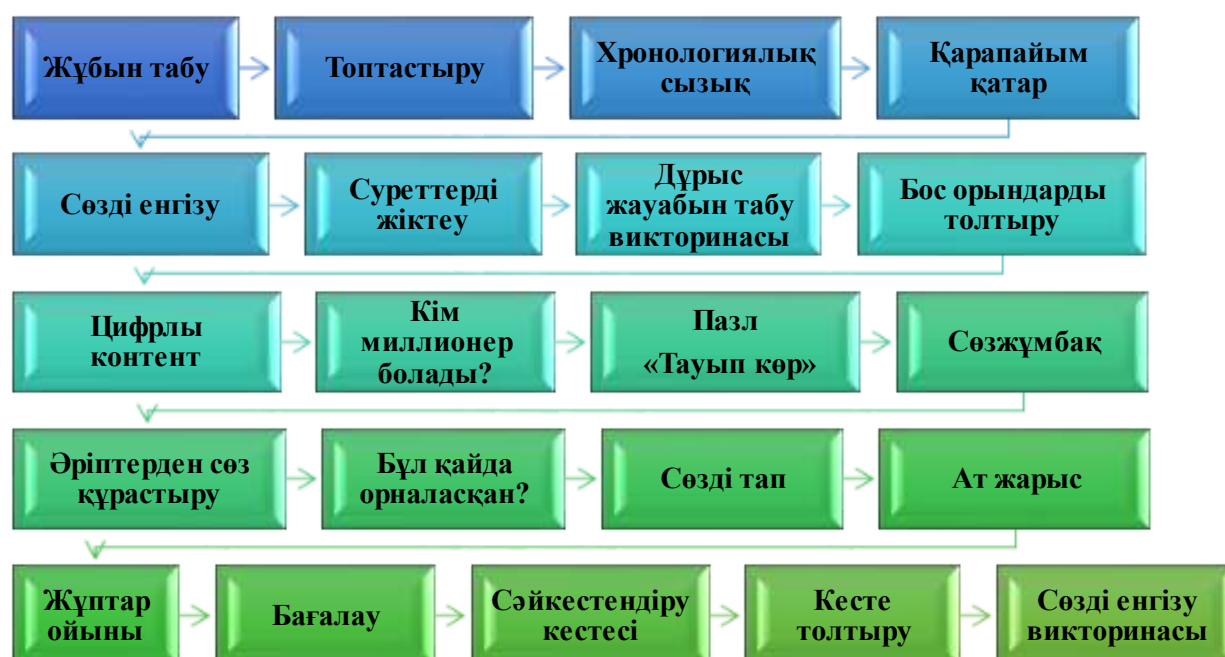 Жұбын табу
Топтастыру
Хронологиялық
сызық
Қарапайым
қатар
Сөзді енгізу
Суреттерді
жіктеу
Дұрыс
жауабын табу
викторинасы
Бос орындарды
толтыру
Цифрлы
контент
Кім
миллионер
болады?
Пазл
«Тауып көр»
Сөзжұмбақ
Әріптерден сөз
құрастыру
Бұл қайда
орналасқан?
Сөзді тап
Ат жарыс
Жұптар
ойыны
Бағалау
Сәйкестендіру
кестесі
Кесте
толтыру
Сөзді енгізу
викторинасы